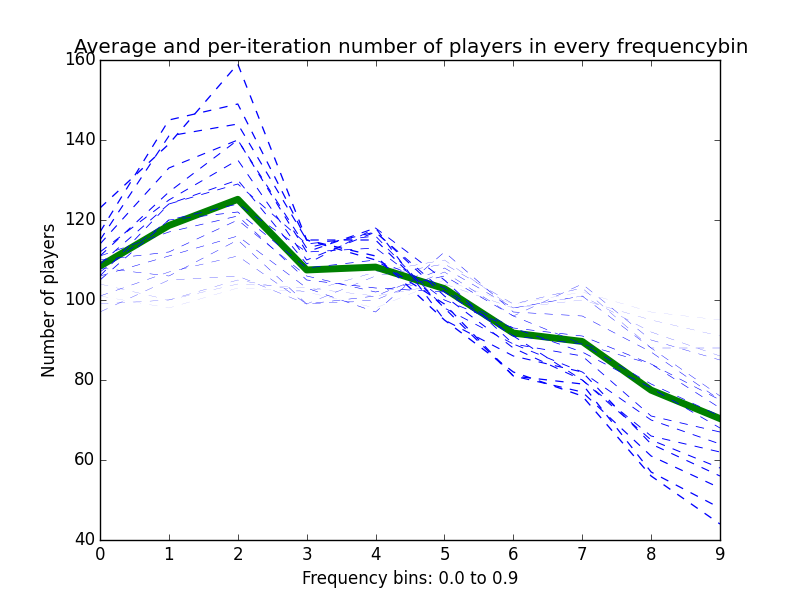 Average and per-iteration number of players in every frequencybin
160
140
120
100
80
60
40
Number of players
0 1 2 3 4 5 6 7 8 9
Frequency bins: 0.0 to 0.9